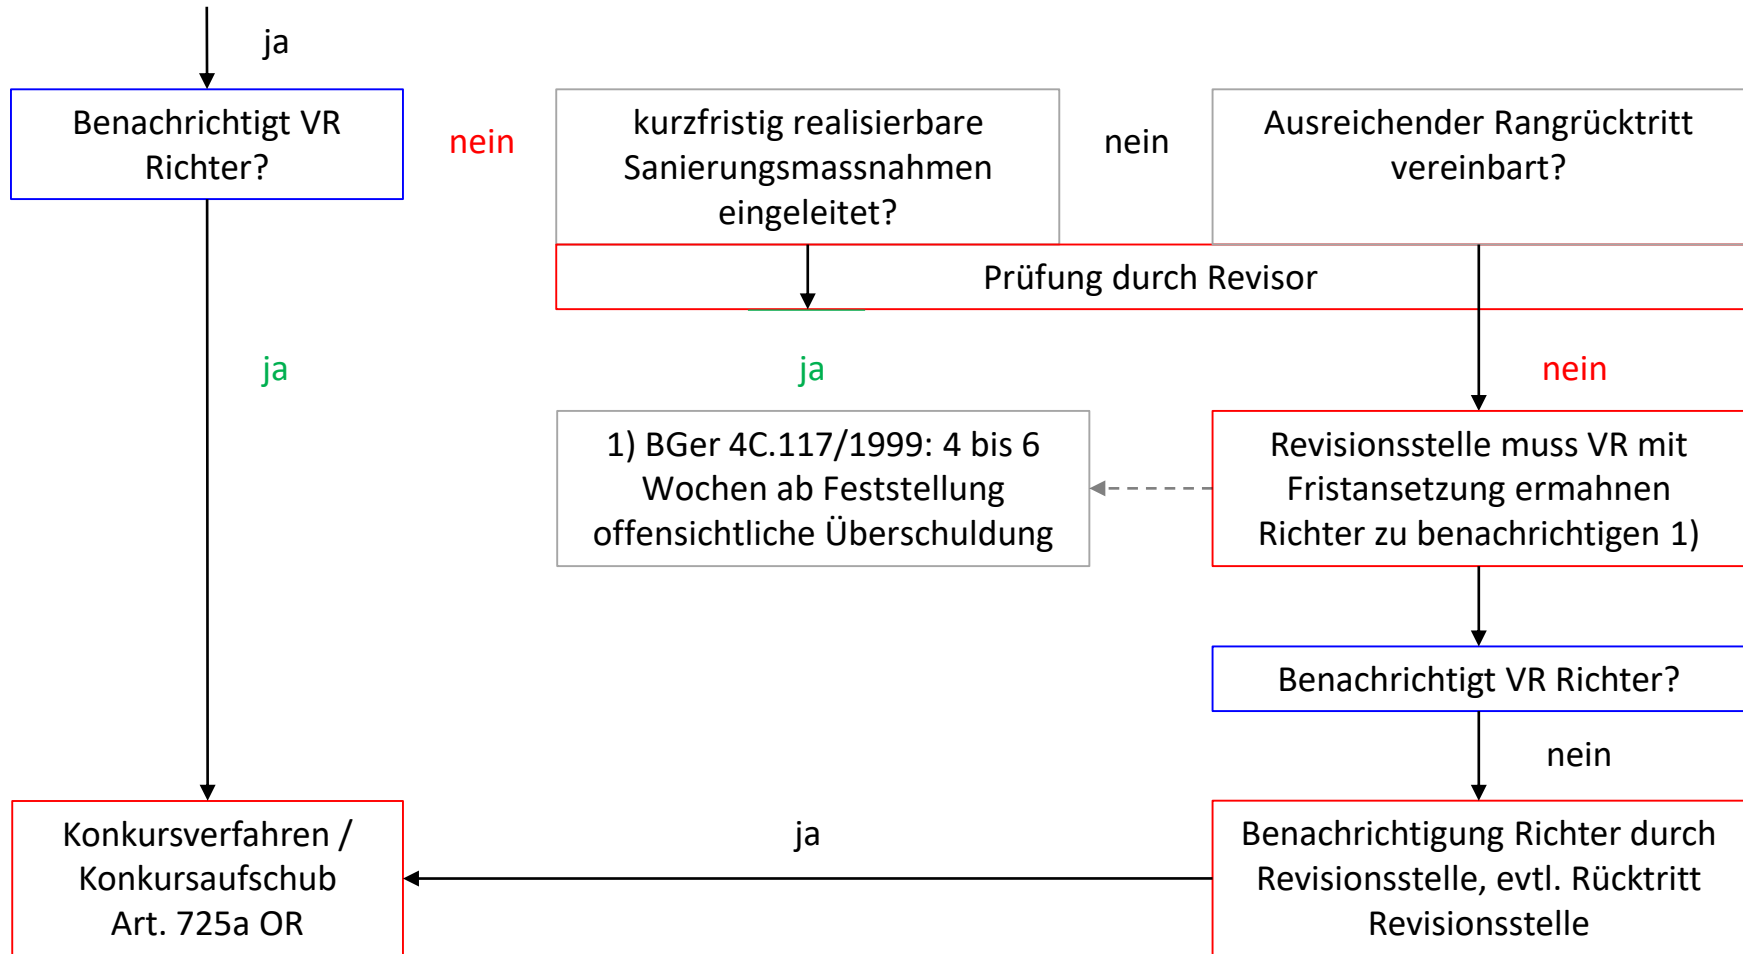 ja
Benachrichtigt VR
Richter?
nein
kurzfristig realisierbare
Sanierungsmassnahmen
eingeleitet?
nein
Ausreichender Rangrücktritt
vereinbart?
Prüfung durch Revisor
ja
ja
nein
1) BGer 4C.117/1999: 4 bis 6
Wochen ab Feststellung
offensichtliche Überschuldung
Revisionsstelle muss VR mit
Fristansetzung ermahnen
Richter zu benachrichtigen 1)
Benachrichtigt VR Richter?
nein
Konkursverfahren /
Konkursaufschub
Art. 725a OR
ja
Benachrichtigung Richter durch
Revisionsstelle, evtl. Rücktritt
Revisionsstelle